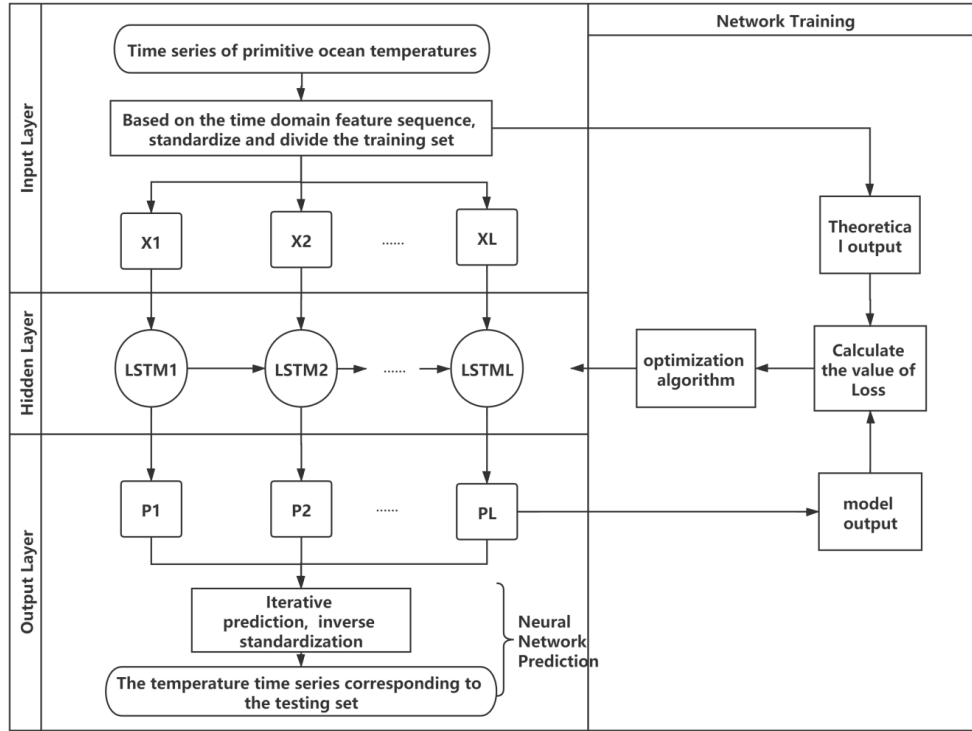 Network Training
Input Layer
Time series of primitive ocean temperatures
Based on the time domain feature sequence,
standardize and divide the training set
X1
X2
......
XL
Theoretica
l output
Hidden Layer
LSTM1
LSTM2
......
LSTML
optimization
algorithm
Calculate
the value of
Loss
Output Layer
P1
P2
......
PL
model
output
Iterative
prediction, inverse
standardization
Neural
Network
Prediction
The temperature time series corresponding to
the testing set